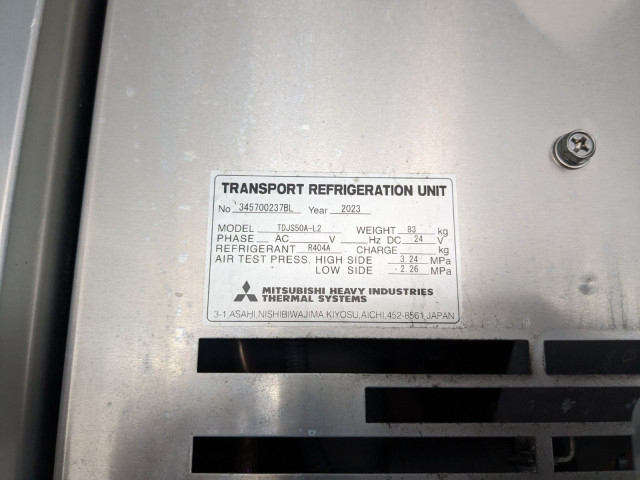 TRANSPORT REFRIGERATION UNIT
No 345700237BL Year 2023
MODEL TDJS50A-L2 WEIGHT 83 kg
PHASE AC V Hz DC 24 V
REFRIGERANT R404A CHARGE kg
AIR TEST PRESS. HIGH SIDE 3.24 MPa
LOW SIDE 2.26 MPa
MITSUBISHI HEAVY INDUSTRIES
THERMAL SYSTEMS
3-1,ASAHI,NISHIBIWAJIMA,KIYOSU,AICHI,452-8561,JAPAN